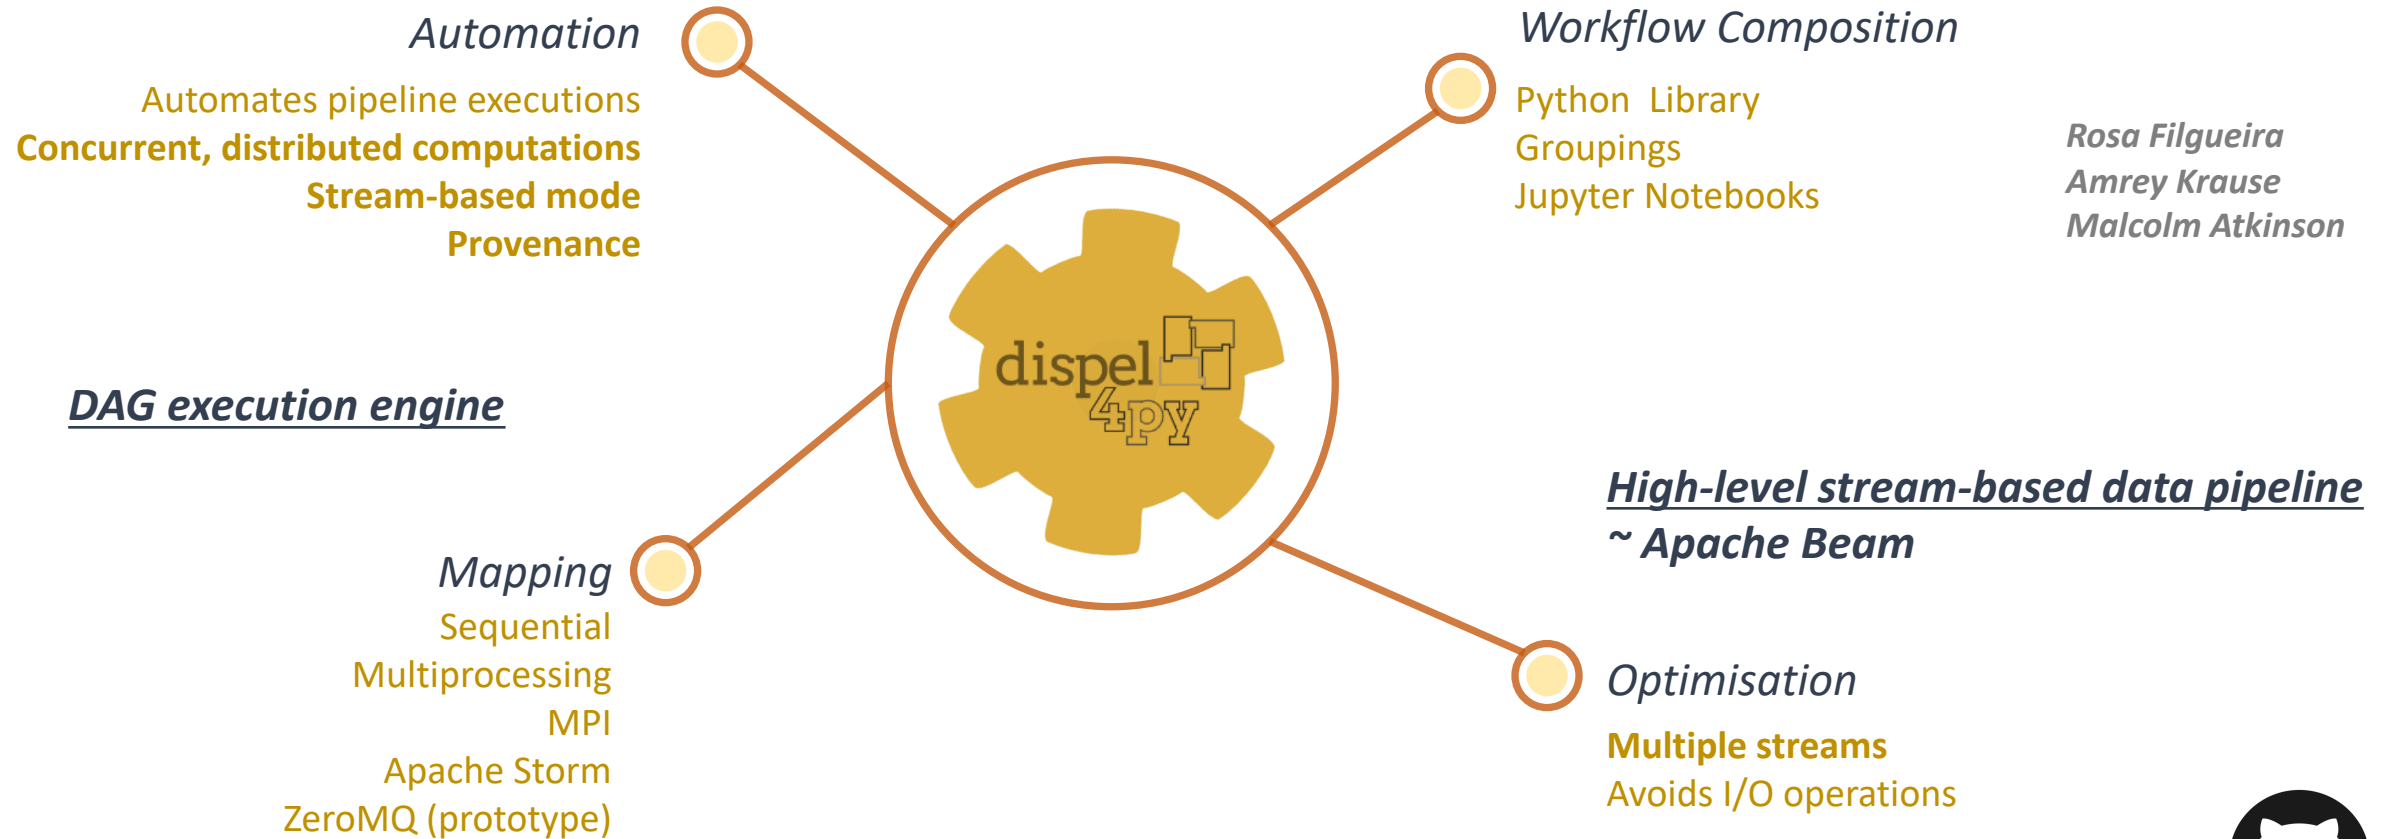 Automation
Automates pipeline executions
Concurrent, distributed computations
Stream-based mode
Provenance
Workflow Composition
Python  Library
Groupings
Jupyter Notebooks
Rosa Filgueira
Amrey Krause
Malcolm Atkinson
dispel
4py
DAG execution engine
High-level stream-based data pipeline
~ Apache Beam
Mapping
Sequential
Multiprocessing
MPI
Apache Storm
ZeroMQ (prototype)
Optimisation
Multiple streams
Avoids I/O operations